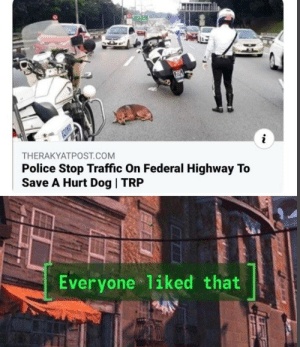 i
THERAKYATPOST.COM
Police Stop Traffic On Federal Highway To
Save A Hurt Dog | TRP
[Everyone liked that]